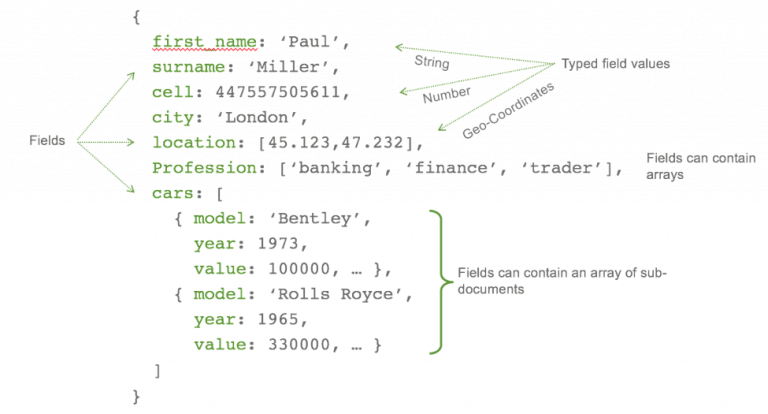 {
first_name: ‘Paul’,
surname: ‘Miller’,
cell: 447557505611,
city: ‘London’,
location: [45.123,47.232],
Profession: [‘banking’, ‘finance’, ‘trader’],
cars: [
{ model: ‘Bentley’,
year: 1973,
value: 100000, … },
{ model: ‘Rolls Royce’,
year: 1965,
value: 330000, … }
]
}
Fields
String
Number
Geo-Coordinates
Typed field values
Fields can contain
arrays
Fields can contain an array of sub-
documents